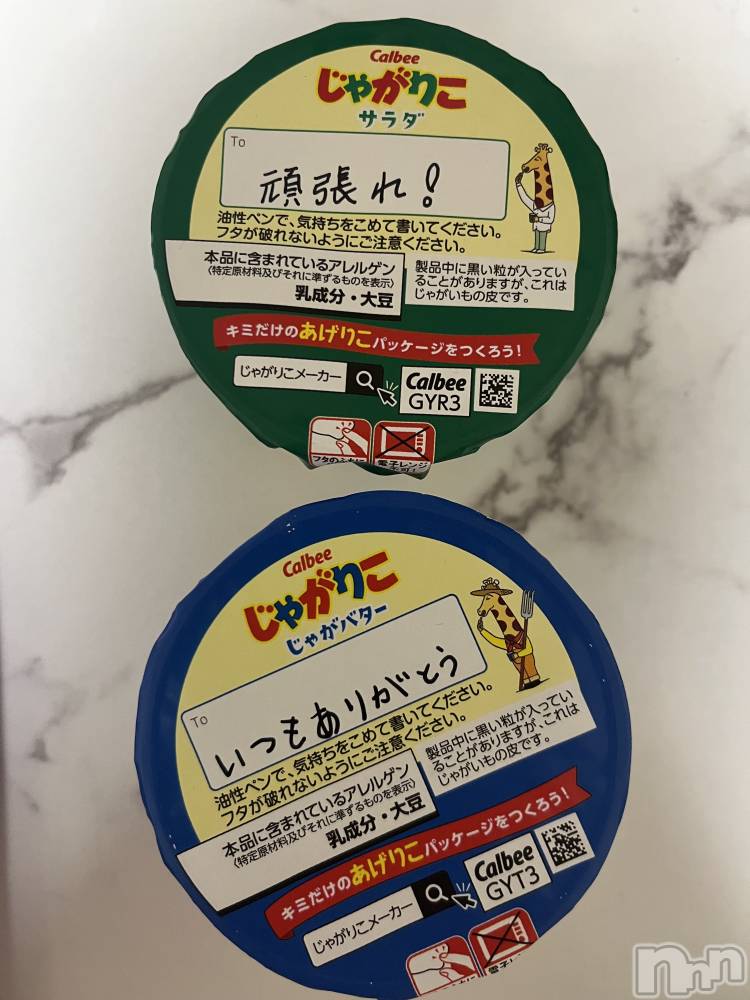 Calbee
じゃがりこ
サラダ
To
頑張れ!
油性ペンで、気持ちをこめて書いてください。
フタが破れないようにご注意ください。
本品に含まれているアレルゲン
(特定原材料及びそれに準ずるものを表示)
乳成分・大豆
製品中に黒い粒が入ってい
ることがありますが、これは
じゃがいもの皮です。
キミだけのあげりこパッケージをつくろう!
じゃがりこメーカー
Calbee
GYR3
電子レンジ
Calbee
じゃがりこ
じゃがバター
To
いつもありがとう
油性ペンで、気持ちをこめて書いてください。
フタが破れないようにご注意ください。
本品に含まれているアレルゲン
(特定原材料及びそれに準ずるものを表示)
乳成分・大豆
製品中に黒い粒が入ってい
ることがありますが、これは
じゃがいもの皮です。
キミだけのあげりこパッケージをつくろう!
じゃがりこメーカー
Calbee
GYT3
nnn